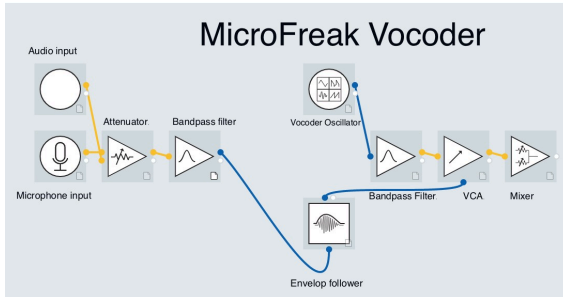 MicroFreak Vocoder
Audio input
Attenuator
Bandpass filter
Vocoder Oscillator
Microphone input
Bandpass Filter
VCA
Mixer
Envelop follower